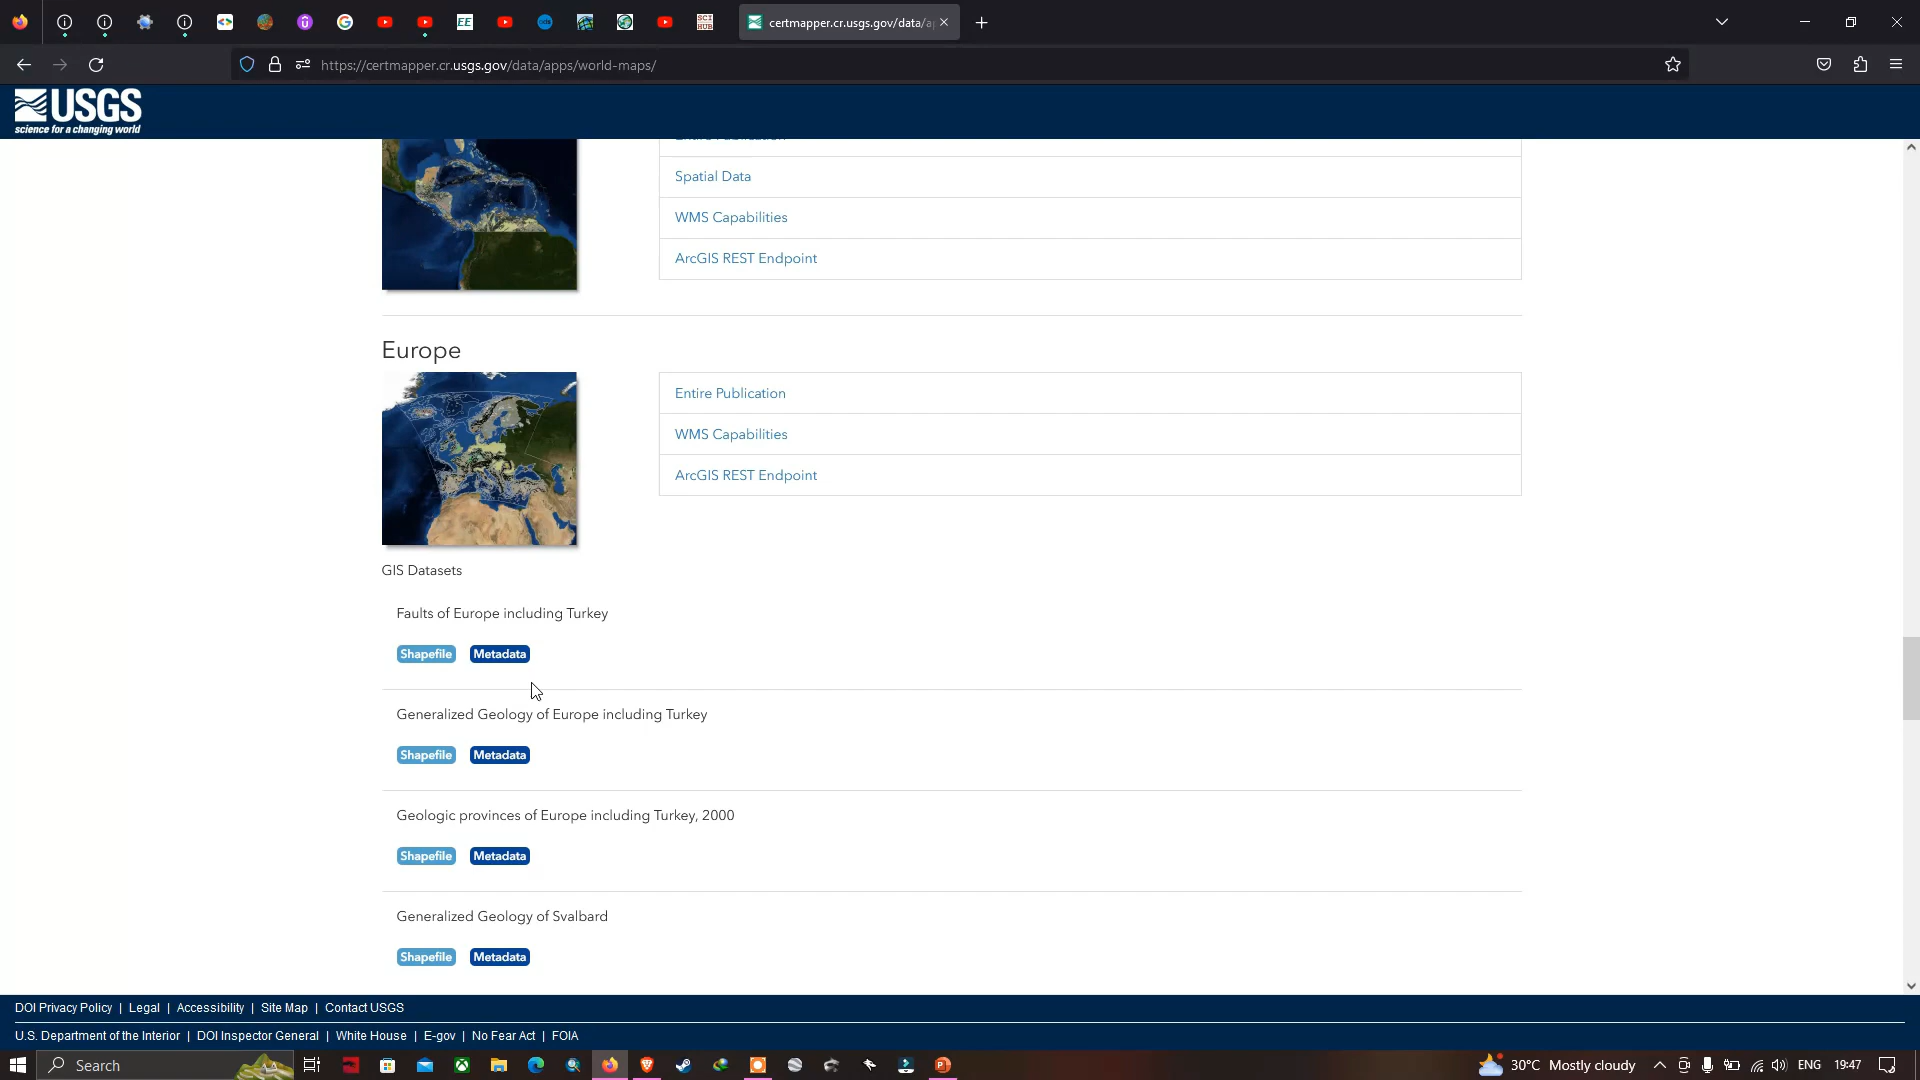 EE
SCI
HUB
certmapper.cr.usgs.gov/data/a
https://certmapper.cr.usgs.gov/data/apps/world-maps/
USGS
science for a changing world
Spatial Data
WMS Capabilities
ArcGIS REST Endpoint
Europe
Entire Publication
WMS Capabilities
ArcGIS REST Endpoint
GIS Datasets
Faults of Europe including Turkey
Shapefile Metadata
Generalized Geology of Europe including Turkey
Shapefile Metadata
Geologic provinces of Europe including Turkey, 2000
Shapefile Metadata
Generalized Geology of Svalbard
Shapefile Metadata
DOI Privacy Policy | Legal | Accessibility | Site Map | Contact USGS
U.S. Department of the Interior | DOI Inspector General | White House | E-gov | No Fear Act | FOIA
Search
30°C Mostly cloudy
ENG
19:47